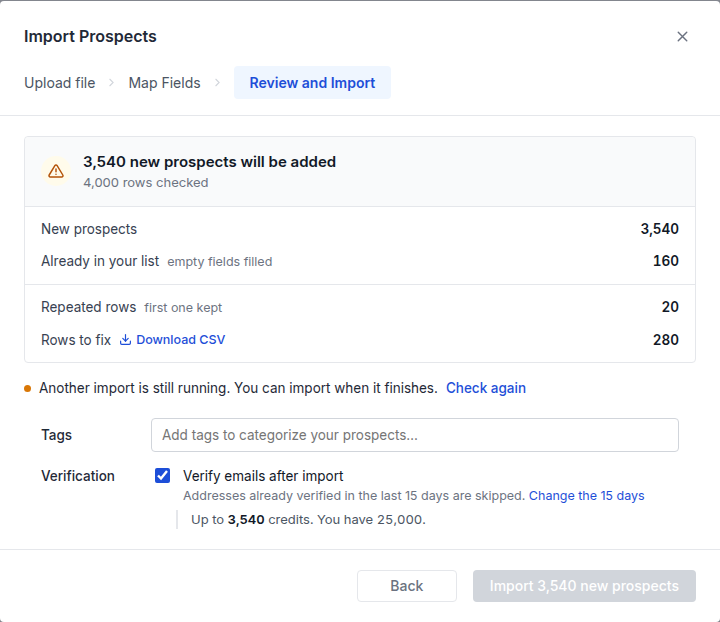 Import Prospects
Upload file
Map Fields
Review and Import
3,540 new prospects will be added
4,000 rows checked
New prospects 3,540
Already in your list empty fields filled 160
Repeated rows first one kept 20
Rows to fix Download CSV 280
Another import is still running. You can import when it finishes. Check again
Tags Add tags to categorize your prospects...
Verification Verify emails after import
Addresses already verified in the last 15 days are skipped. Change the 15 days
Up to 3,540 credits. You have 25,000.
Back Import 3,540 new prospects